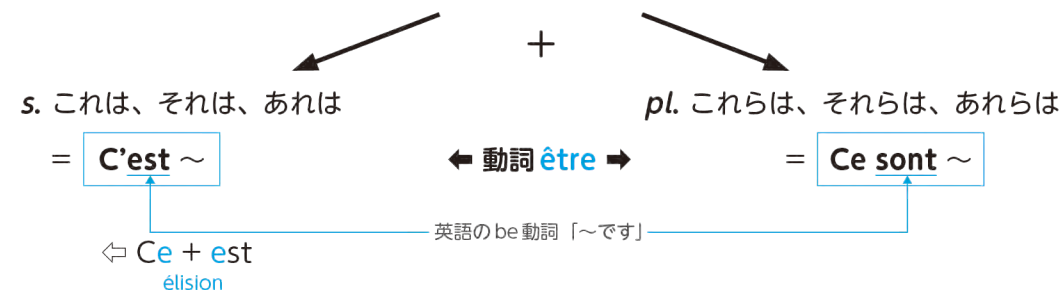 +
s. これは、それは、あれは
pl. これらは、それらは、あれらは
= C'est ～
⬅ 動詞 être ➡
= Ce sont ～
英語の be 動詞「～です」
⇦ Ce + est
élision